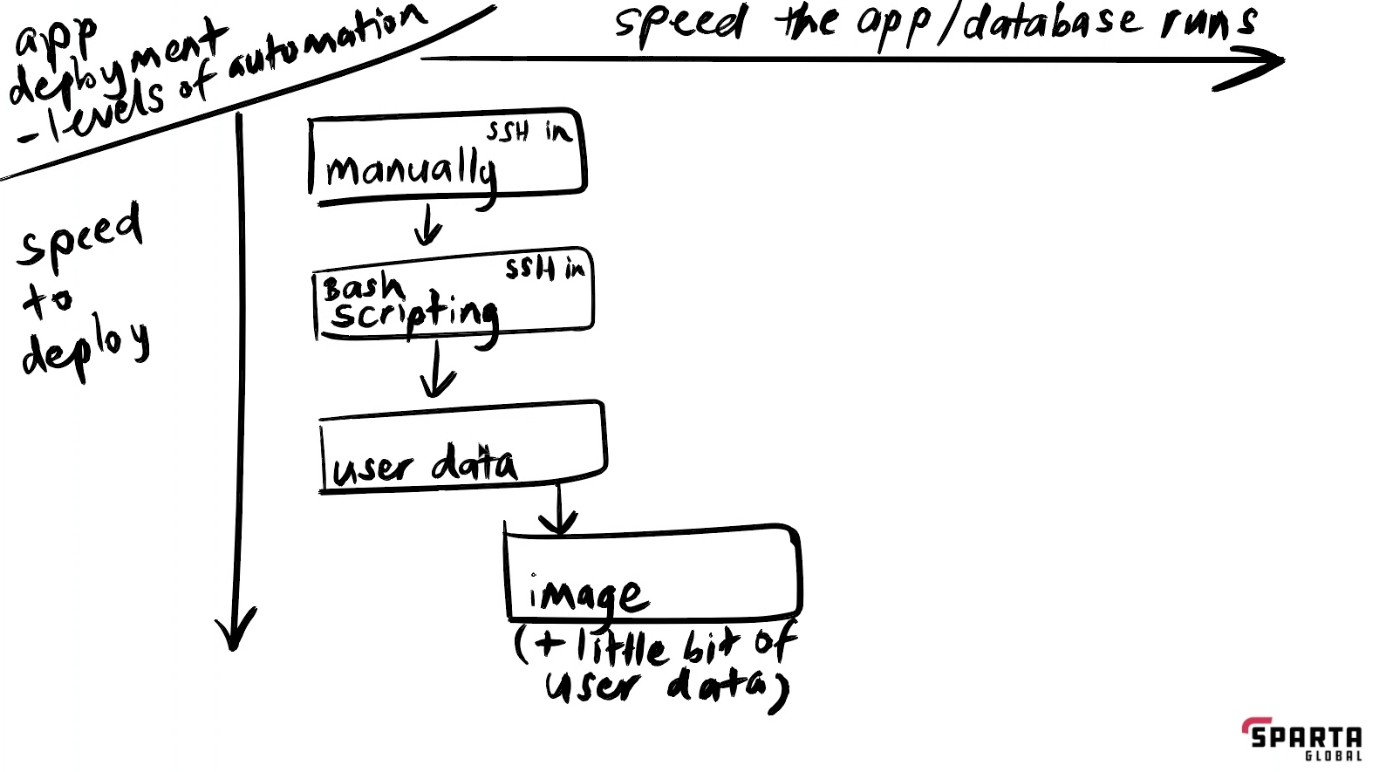 app
deployment
- levels of automation
speed the app/database runs
speed
to
deploy
SSH in
manually
SSH in
Bash
scripting
user data
image
(+ little bit of
user data)
SPARTA
GLOBAL